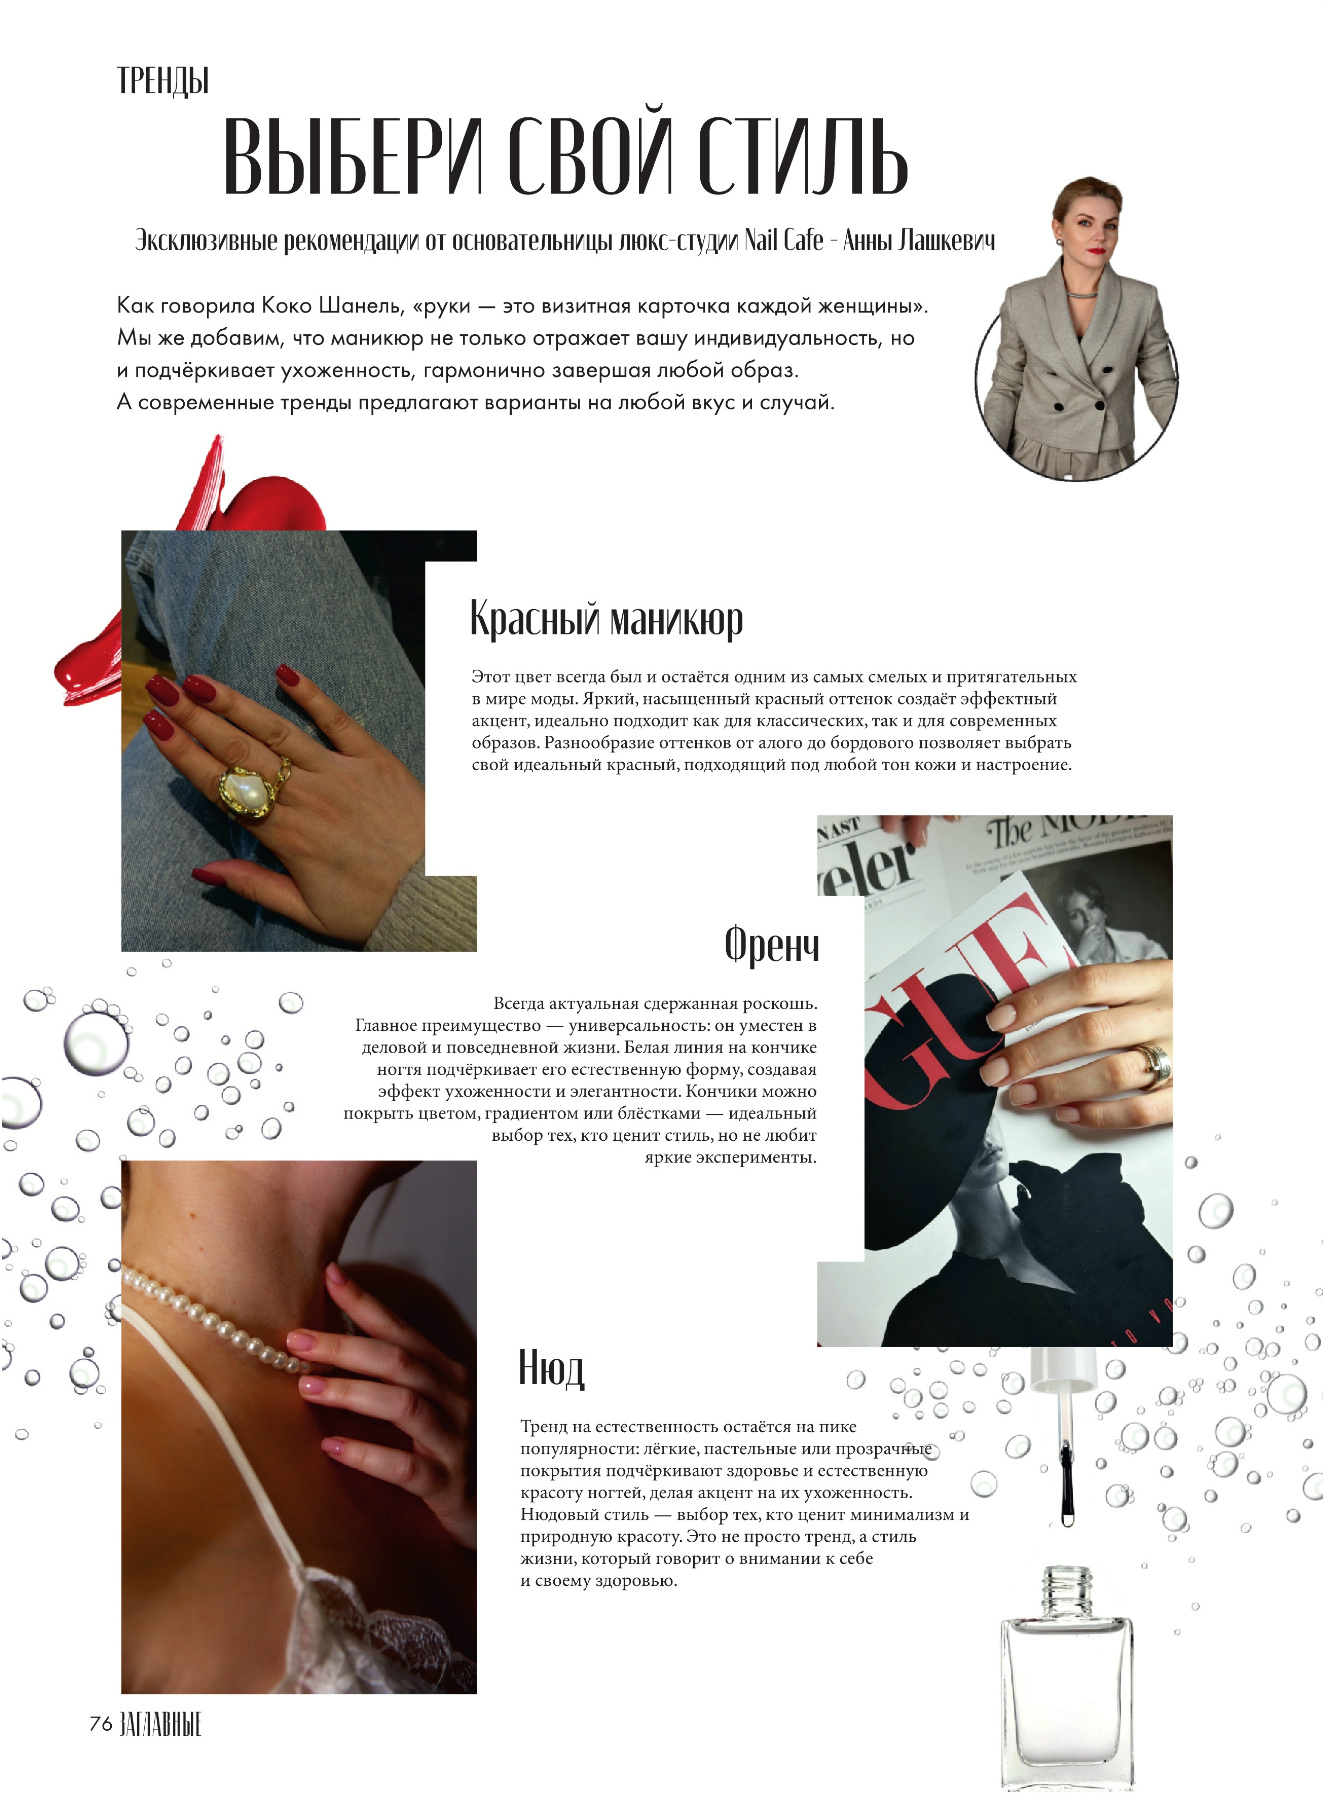 ТРЕНДЫ
ВЫБЕРИ СВОЙ СТИЛЬ
Эксклюзивные рекомендации от основательницы люкс-студии Nail Cafe - Анны Лашкевич
Как говорила Коко Шанель, «руки — это визитная карточка каждой женщины».
Мы же добавим, что маникюр не только отражает вашу индивидуальность, но
и подчёркивает ухоженность, гармонично завершая любой образ.
А современные тренды предлагают варианты на любой вкус и случай.
Красный маникюр
Этот цвет всегда был и остаётся одним из самых смелых и притягательных
в мире моды. Яркий, насыщенный красный оттенок создаёт эффектный
акцент, идеально подходит как для классических, так и для современных
образов. Разнообразие оттенков от алого до бордового позволяет выбрать
свой идеальный красный, подходящий под любой тон кожи и настроение.
NAST
eler
The MODE
GUE
Френч
Всегда актуальная сдержанная роскошь.
Главное преимущество — универсальность: он уместен в
деловой и повседневной жизни. Белая линия на кончике
ногтя подчёркивает его естественную форму, создавая
эффект ухоженности и элегантности. Кончики можно
покрыть цветом, градиентом или блёстками — идеальный
выбор тех, кто ценит стиль, но не любит
яркие эксперименты.
Нюд
Тренд на естественность остаётся на пике
популярности: лёгкие, пастельные или прозрачные
покрытия подчёркивают здоровье и естественную
красоту ногтей, делая акцент на их ухоженность.
Нюдовый стиль — выбор тех, кто ценит минимализм и
природную красоту. Это не просто тренд, а стиль
жизни, который говорит о внимании к себе
и своему здоровью.
76 ЗАГЛАВНЫЕ